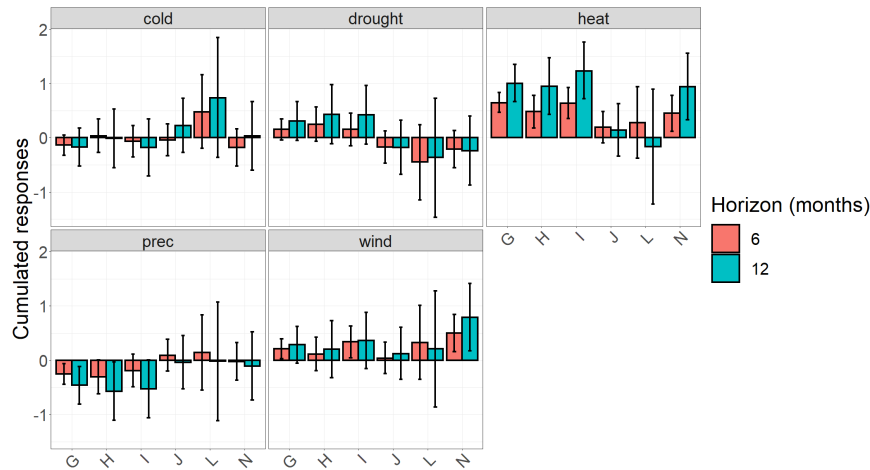 cold drought heat
Cumulated responses
2
1
0
-1
G H I J L N
prec wind
2
1
0
-1
G H I J L N G H I J L N
Horizon (months)
6
12